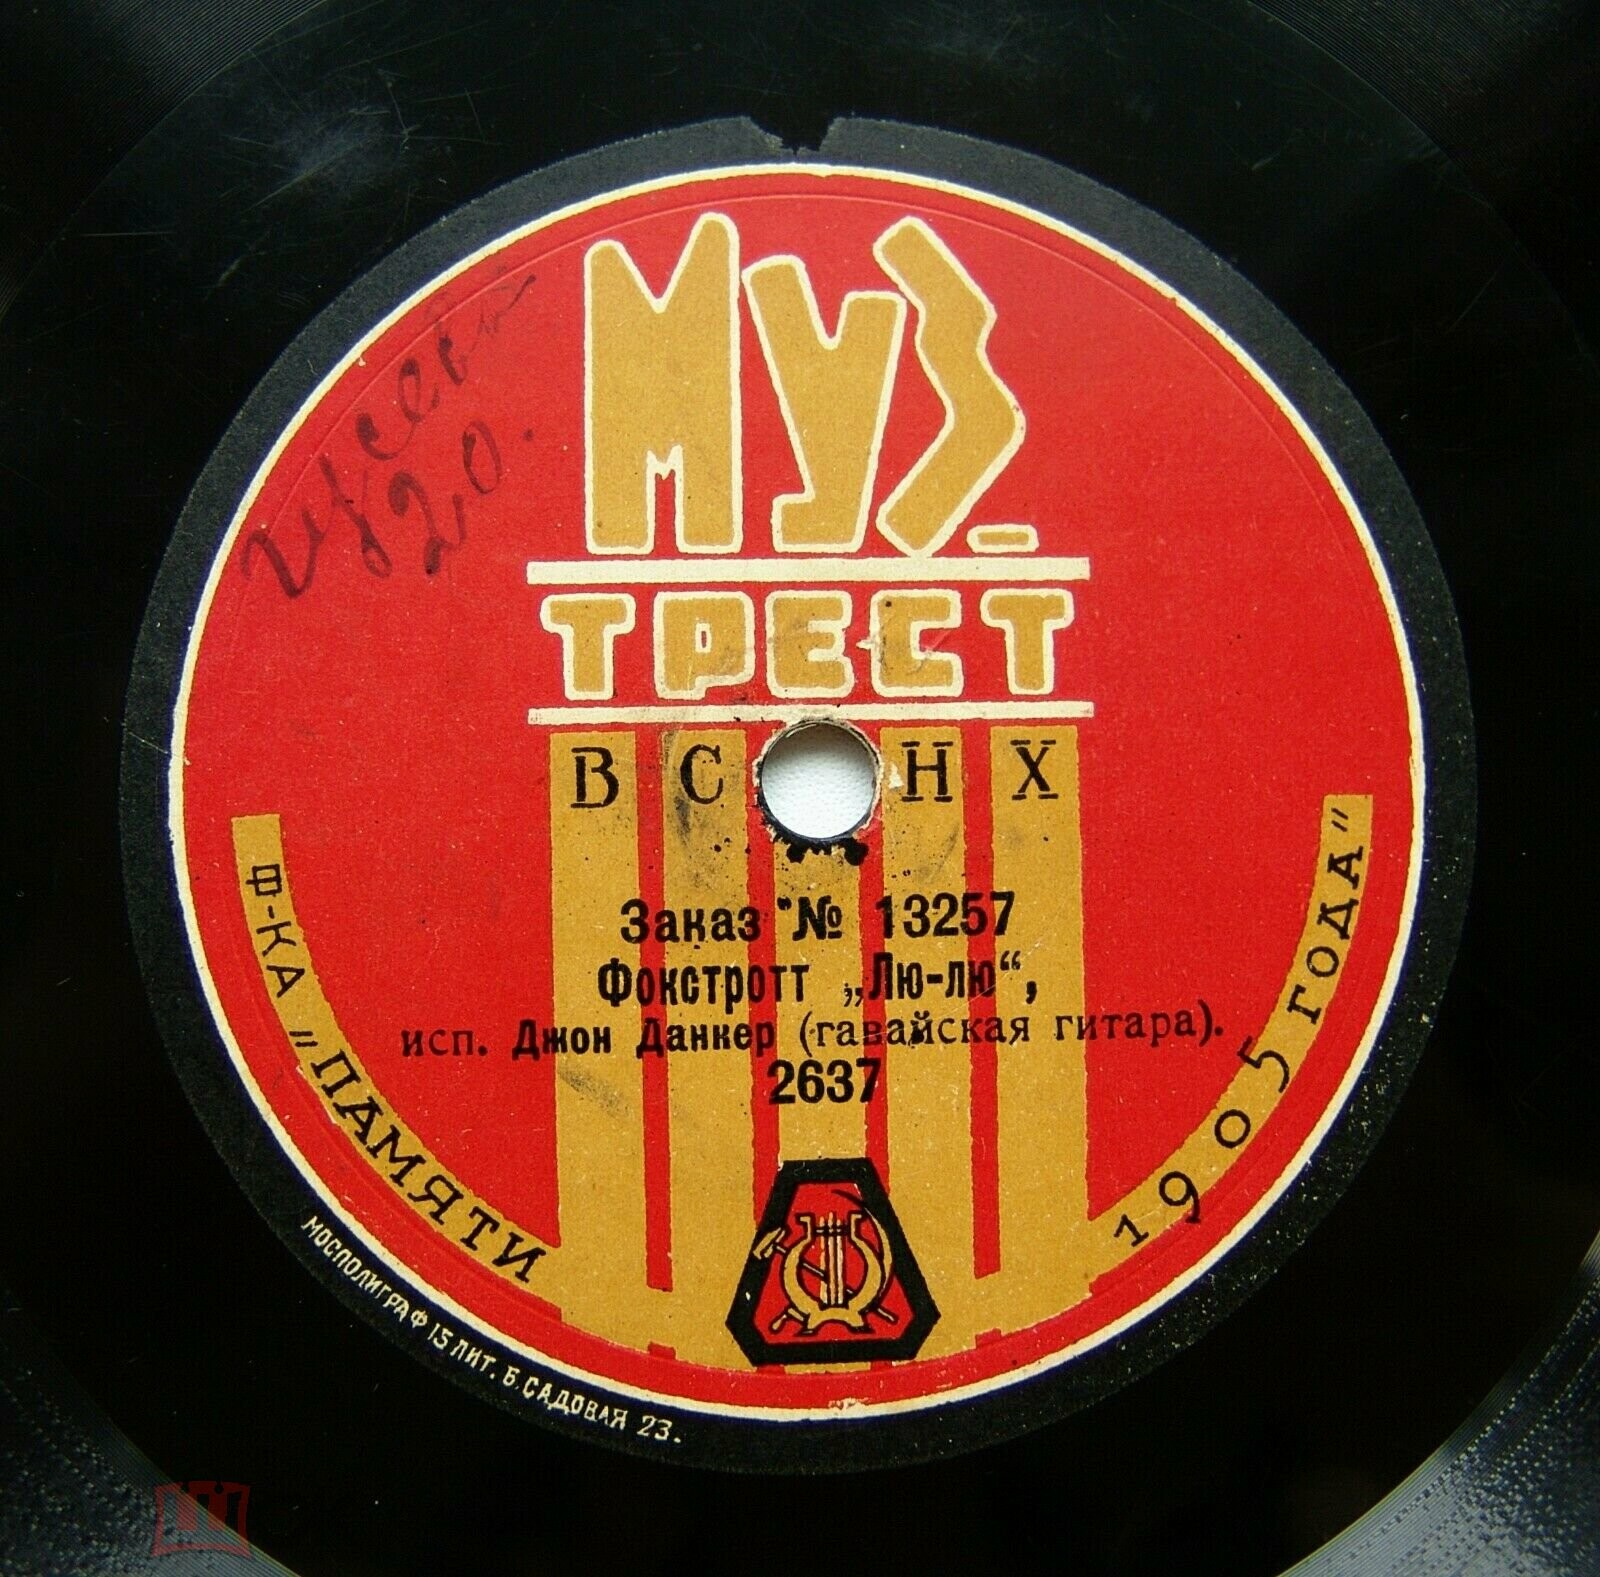 МУЗ-
ТРЕСТ
В С Н Х
Заказ № 13257
Фокстротт „Лю-лю“,
исп. Джон Данкер (гавайская гитара).
2637
Ф-КА „ПАМЯТИ 1905 ГОДА”
МОСПОЛИГРАФ 15 ЛИТ. Б. САДОВАЯ 23.
20.